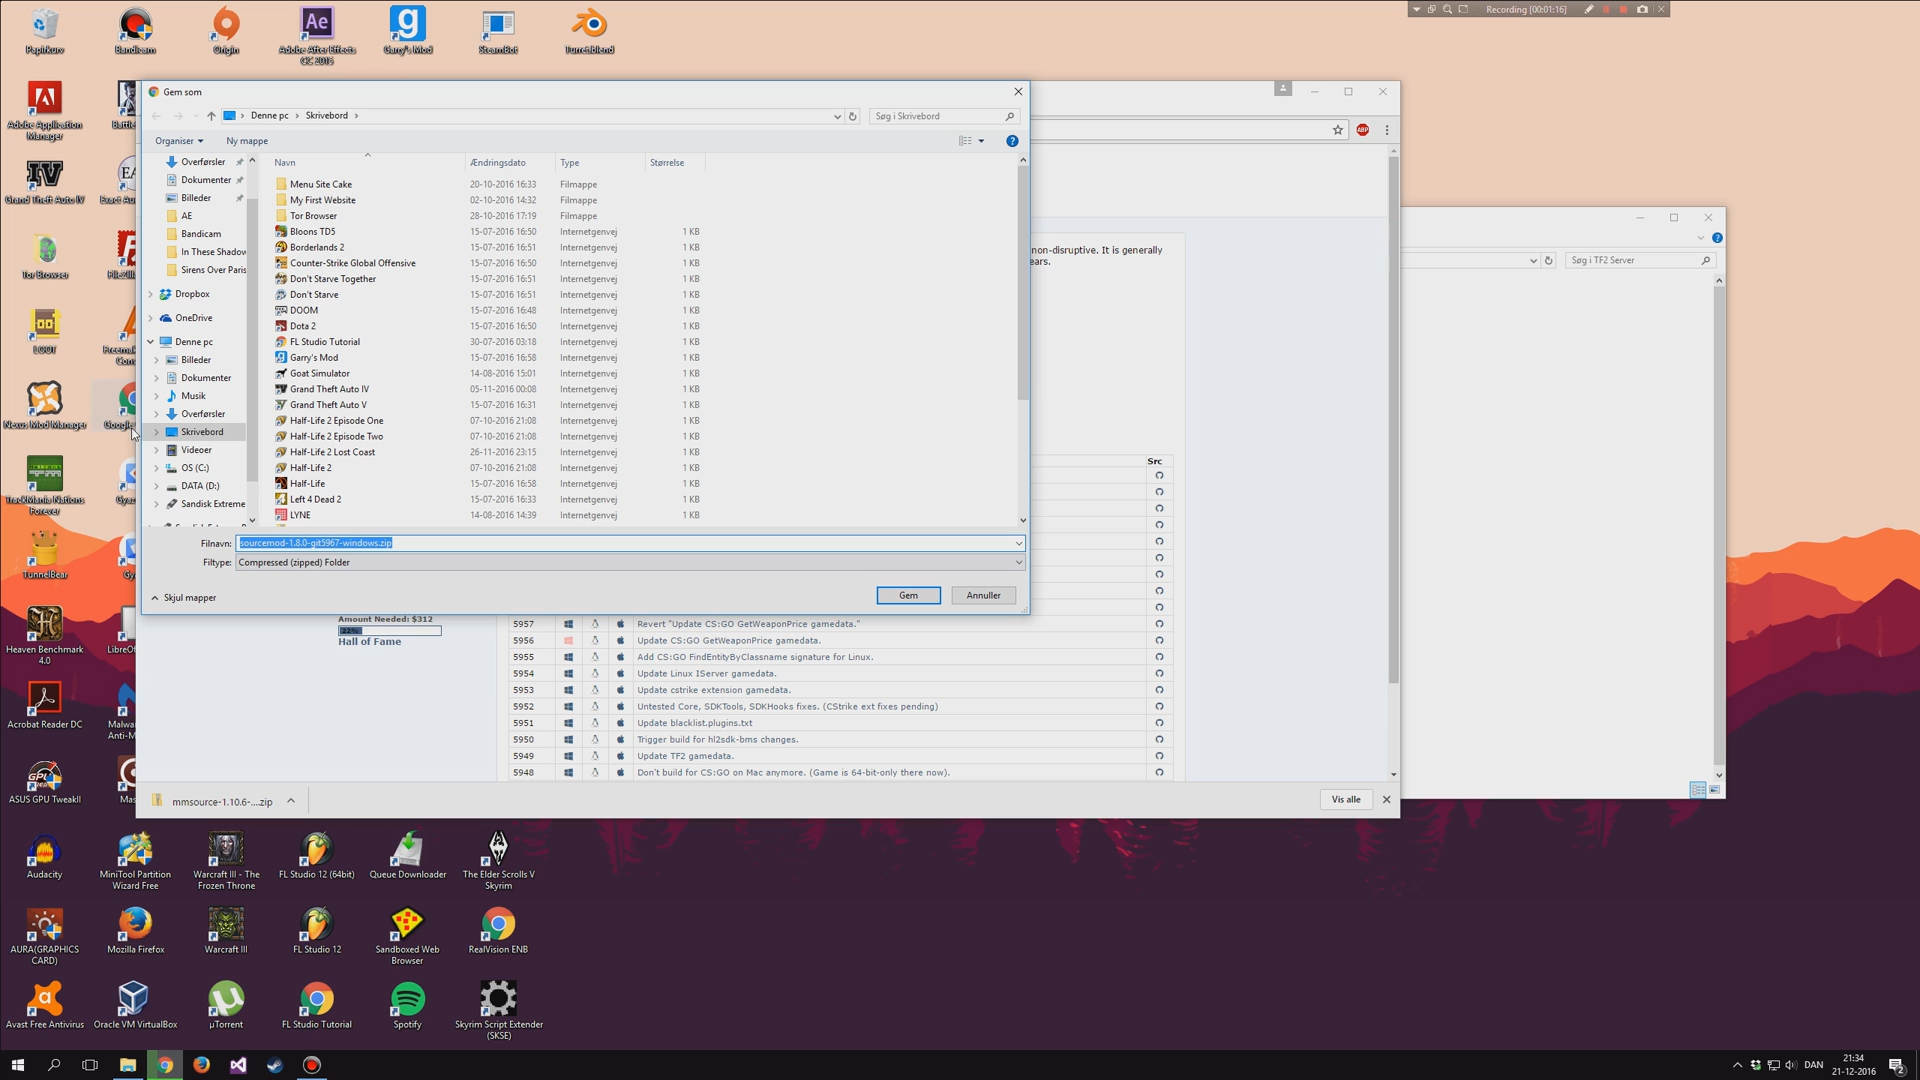 Recording [00:01:16]
Papirkurv
Bandicam
Origin
Adobe After Effects CC 2015
Garry's Mod
SteamBot
Turret.blend
Adobe Application Manager
Grand Theft Auto IV
Tor Browser
LOOT
Nexus Mod Manager
TrackMania Nations Forever
TunnelBear
Heaven Benchmark 4.0
Acrobat Reader DC
ASUS GPU TweakII
Gem som
Denne pc
Skrivebord
Søg i Skrivebord
Organiser
Ny mappe
Navn
Ændringsdato
Type
Størrelse
Overførsler
Dokumenter
Billeder
AE
Bandicam
In These Shadow
Sirens Over Paris
Dropbox
OneDrive
Denne pc
Billeder
Dokumenter
Musik
Overførsler
Skrivebord
Videoer
OS (C:)
DATA (D:)
Sandisk Extreme
Menu Site Cake 20-10-2016 16:33 Filmappe
My First Website 02-10-2016 14:32 Filmappe
Tor Browser 28-10-2016 17:19 Filmappe
Bloons TD5 15-07-2016 16:50 Internetgenvej 1 KB
Borderlands 2 15-07-2016 16:51 Internetgenvej 1 KB
Counter-Strike Global Offensive 15-07-2016 16:50 Internetgenvej 1 KB
Don't Starve Together 15-07-2016 16:51 Internetgenvej 1 KB
Don't Starve 15-07-2016 16:51 Internetgenvej 1 KB
DOOM 15-07-2016 16:48 Internetgenvej 1 KB
Dota 2 15-07-2016 16:50 Internetgenvej 1 KB
FL Studio Tutorial 30-07-2016 03:18 Internetgenvej 1 KB
Garry's Mod 15-07-2016 16:58 Internetgenvej 1 KB
Goat Simulator 14-08-2016 15:01 Internetgenvej 1 KB
Grand Theft Auto IV 05-11-2016 00:08 Internetgenvej 1 KB
Grand Theft Auto V 15-07-2016 16:31 Internetgenvej 1 KB
Half-Life 2 Episode One 07-10-2016 21:08 Internetgenvej 1 KB
Half-Life 2 Episode Two 07-10-2016 21:08 Internetgenvej 1 KB
Half-Life 2 Lost Coast 26-11-2016 23:15 Internetgenvej 1 KB
Half-Life 2 07-10-2016 21:08 Internetgenvej 1 KB
Half-Life 15-07-2016 16:58 Internetgenvej 1 KB
Left 4 Dead 2 15-07-2016 16:33 Internetgenvej 1 KB
LYNE 14-08-2016 14:39 Internetgenvej 1 KB
Filnavn: sourcemod-1.8.0-git5967-windows.zip
Filtype: Compressed (zipped) Folder
Skjul mapper
Gem
Annuller
ABP
non-disruptive. It is generally
ears.
Src
Søg i TF2 Server
Amount Needed: $312
22%
Hall of Fame
5957 Revert "Update CS:GO GetWeaponPrice gamedata."
5956 Update CS:GO GetWeaponPrice gamedata.
5955 Add CS:GO FindEntityByClassname signature for Linux.
5954 Update Linux IServer gamedata.
5953 Update cstrike extension gamedata.
5952 Untested Core, SDKTools, SDKHooks fixes. (CStrike ext fixes pending)
5951 Update blacklist.plugins.txt
5950 Trigger build for hl2sdk-bms changes.
5949 Update TF2 gamedata.
5948 Don't build for CS:GO on Mac anymore. (Game is 64-bit-only there now).
mmsource-1.10.6-....zip
Vis alle
Audacity
MiniTool Partition Wizard Free
Warcraft III - The Frozen Throne
FL Studio 12 (64bit)
Queue Downloader
The Elder Scrolls V Skyrim
AURA(GRAPHICS CARD)
Mozilla Firefox
Warcraft III
FL Studio 12
Sandboxed Web Browser
RealVision ENB
Avast Free Antivirus
Oracle VM VirtualBox
µTorrent
FL Studio Tutorial
Spotify
Skyrim Script Extender (SKSE)
DAN
21:34
21-12-2016